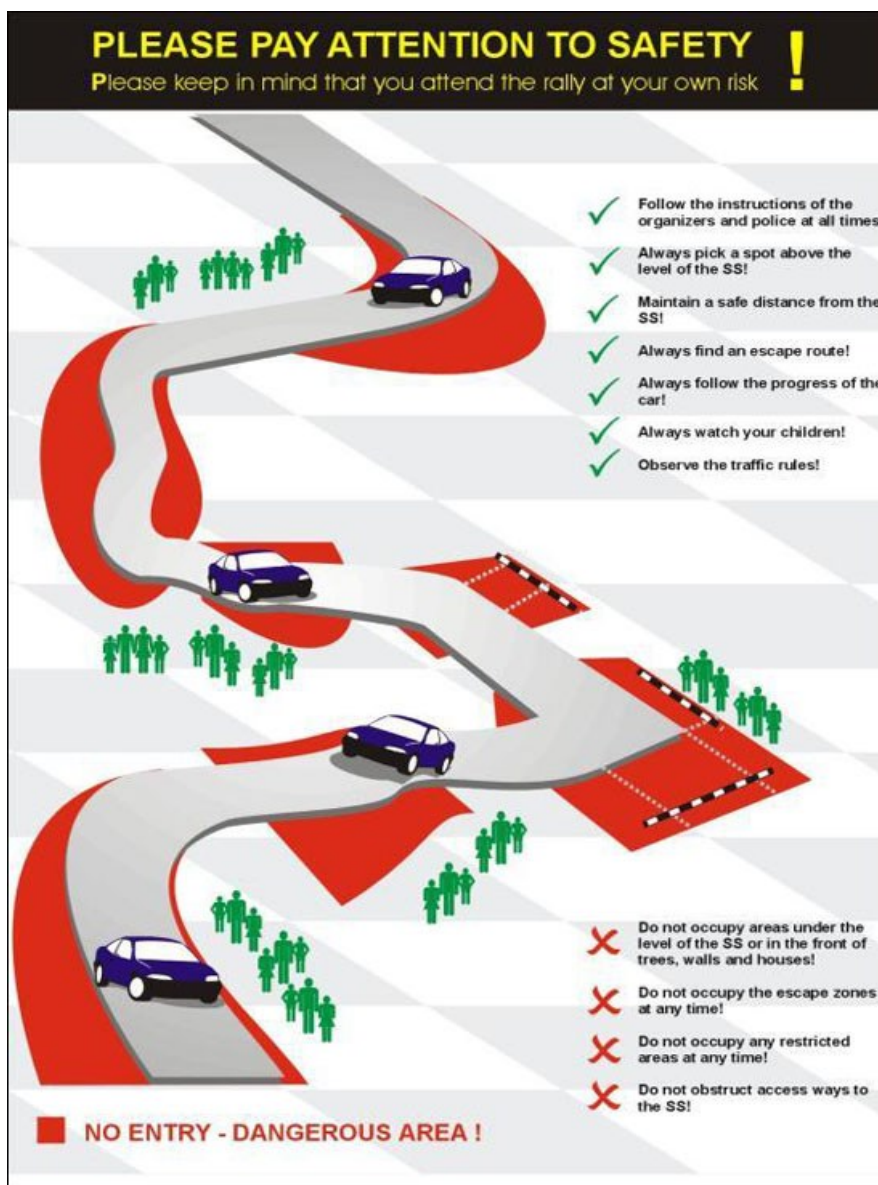 PLEASE PAY ATTENTION TO SAFETY !
Please keep in mind that you attend the rally at your own risk
Follow the instructions of the
organizers and police at all times
Always pick a spot above the
level of the SS!
Maintain a safe distance from the
SS!
Always find an escape route!
Always follow the progress of the
car!
Always watch your children!
Observe the traffic rules!
Do not occupy areas under the
level of the SS or in the front of
trees, walls and houses!
Do not occupy the escape zones
at any time!
Do not occupy any restricted
areas at any time!
Do not obstruct access ways to
the SS!
NO ENTRY - DANGEROUS AREA !